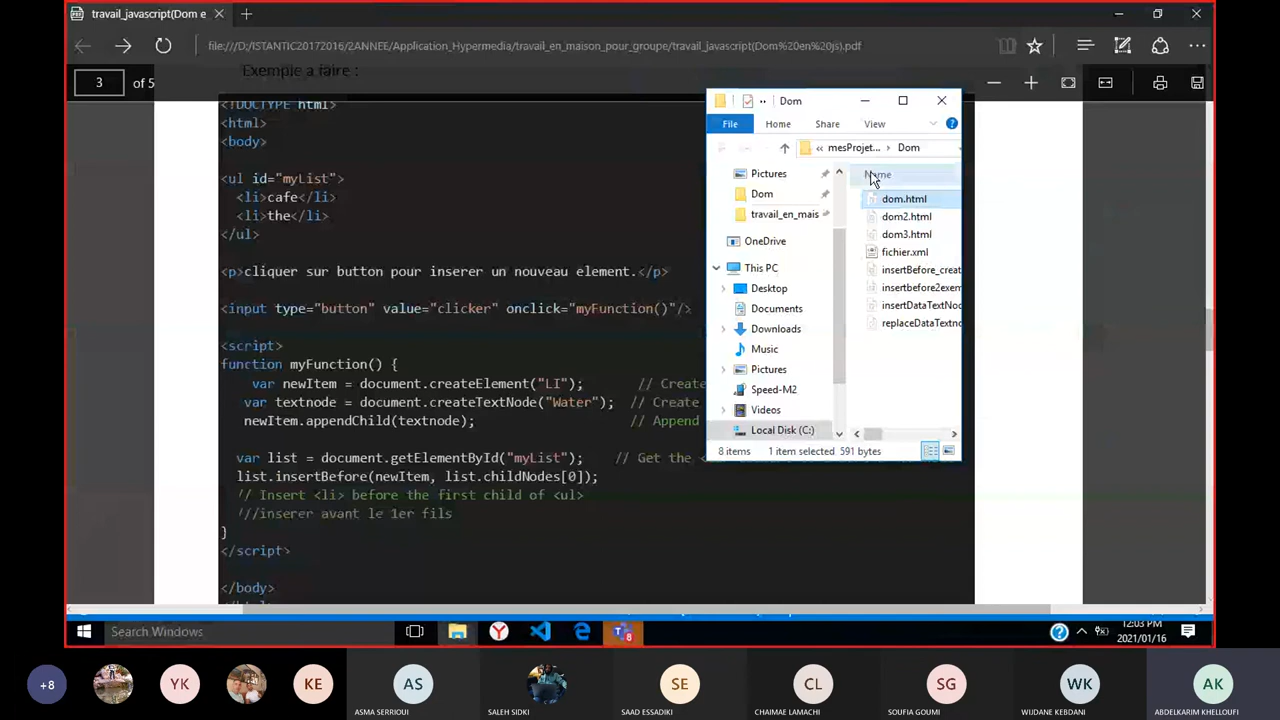 travail_javascript(Dom e
file:///D:/ISTANTIC20172016/2ANNEE/Application_Hypermedia/travail_en_maison_pour_groupe/travail_javascript(Dom%20en%20js).pdf
3 of 5
Exemple a faire :
<!DOCTYPE html>
<html>
<body>
<ul id="myList">
<li>cafe</li>
<li>the</li>
</ul>
<p>cliquer sur button pour inserer un nouveau element.</p>
<input type="button" value="clicker" onclick="myFunction()"/>
<script>
function myFunction() {
var newItem = document.createElement("LI"); // Create
var textnode = document.createTextNode("Water"); // Create
newItem.appendChild(textnode); // Append
var list = document.getElementById("myList"); // Get the
list.insertBefore(newItem, list.childNodes[0]);
// Insert <li> before the first child of <ul>
///inserer avant le 1er fils
}
</script>
</body>
Dom
File Home Share View
« mesProjet... > Dom
Pictures
Dom
travail_en_mais
OneDrive
This PC
Desktop
Documents
Downloads
Music
Pictures
Speed-M2
Videos
Local Disk (C:)
Name
dom.html
dom2.html
dom3.html
fichier.xml
insertBefore_creat
insertbefore2exem
insertDataTextNoc
replaceDataTextnc
8 items 1 item selected 591 bytes
Search Windows
8
12:03 PM
2021/01/16
+8
YK
KE
AS
ASMA SERRIOUI
SALEH SIDKI
SE
SAAD ESSADIKI
CL
CHAIMAE LAMACHI
SG
SOUFIA GOUMI
WK
WIJDANE KEBDANI
AK
ABDELKARIM KHELLOUFI